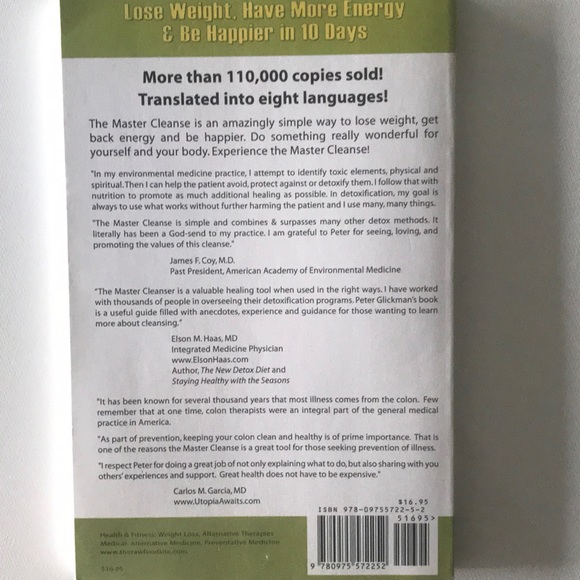 Lose Weight, Have More Energy
& Be Happier in 10 Days
More than 110,000 copies sold!
Translated into eight languages!
The Master Cleanse is an amazingly simple way to lose weight, get
back energy and be happier. Do something really wonderful for
yourself and your body. Experience the Master Cleanse!
"In my environmental medicine practice, I attempt to identify toxic elements, physical and
spiritual. Then I can help the patient avoid, protect against or detoxify them. I follow that with
nutrition to promote as much additional healing as possible. In detoxification, my goal is
always to use what works without further harming the patient and I use many, many things.
"The Master Cleanse is simple and combines & surpasses many other detox methods. It
literally has been a God-send to my practice. I am grateful to Peter for seeing, loving, and
promoting the values of this cleanse."
James F. Coy, M.D.
Past President, American Academy of Environmental Medicine
"The Master Cleanser is a valuable healing tool when used in the right ways. I have worked
with thousands of people in overseeing their detoxification programs. Peter Glickman's book
is a useful guide filled with anecdotes, experience and guidance for those wanting to learn
more about cleansing."
Elson M. Haas, MD
Integrated Medicine Physician
www.ElsonHaas.com
Author, The New Detox Diet and
Staying Healthy with the Seasons
"It has been known for several thousand years that most illness comes from the colon. Few
remember that at one time, colon therapists were an integral part of the general medical
practice in America.
"As part of prevention, keeping your colon clean and healthy is of prime importance. That is
one of the reasons the Master Cleanse is a great tool for those seeking prevention of illness.
"I respect Peter for doing a great job of not only explaining what to do, but also sharing with you
others' experiences and support. Great health does not have to be expensive."
Carlos M. Garcia, MD
www.UtopiaAwaits.com
$16.95
ISBN 978-0-9755722-5-2
51695>
9 780975 572252
Health & Fitness, Weight Loss, Alternative Therapies
Medical: Alternative Medicine, Preventative Medicine
$16.95